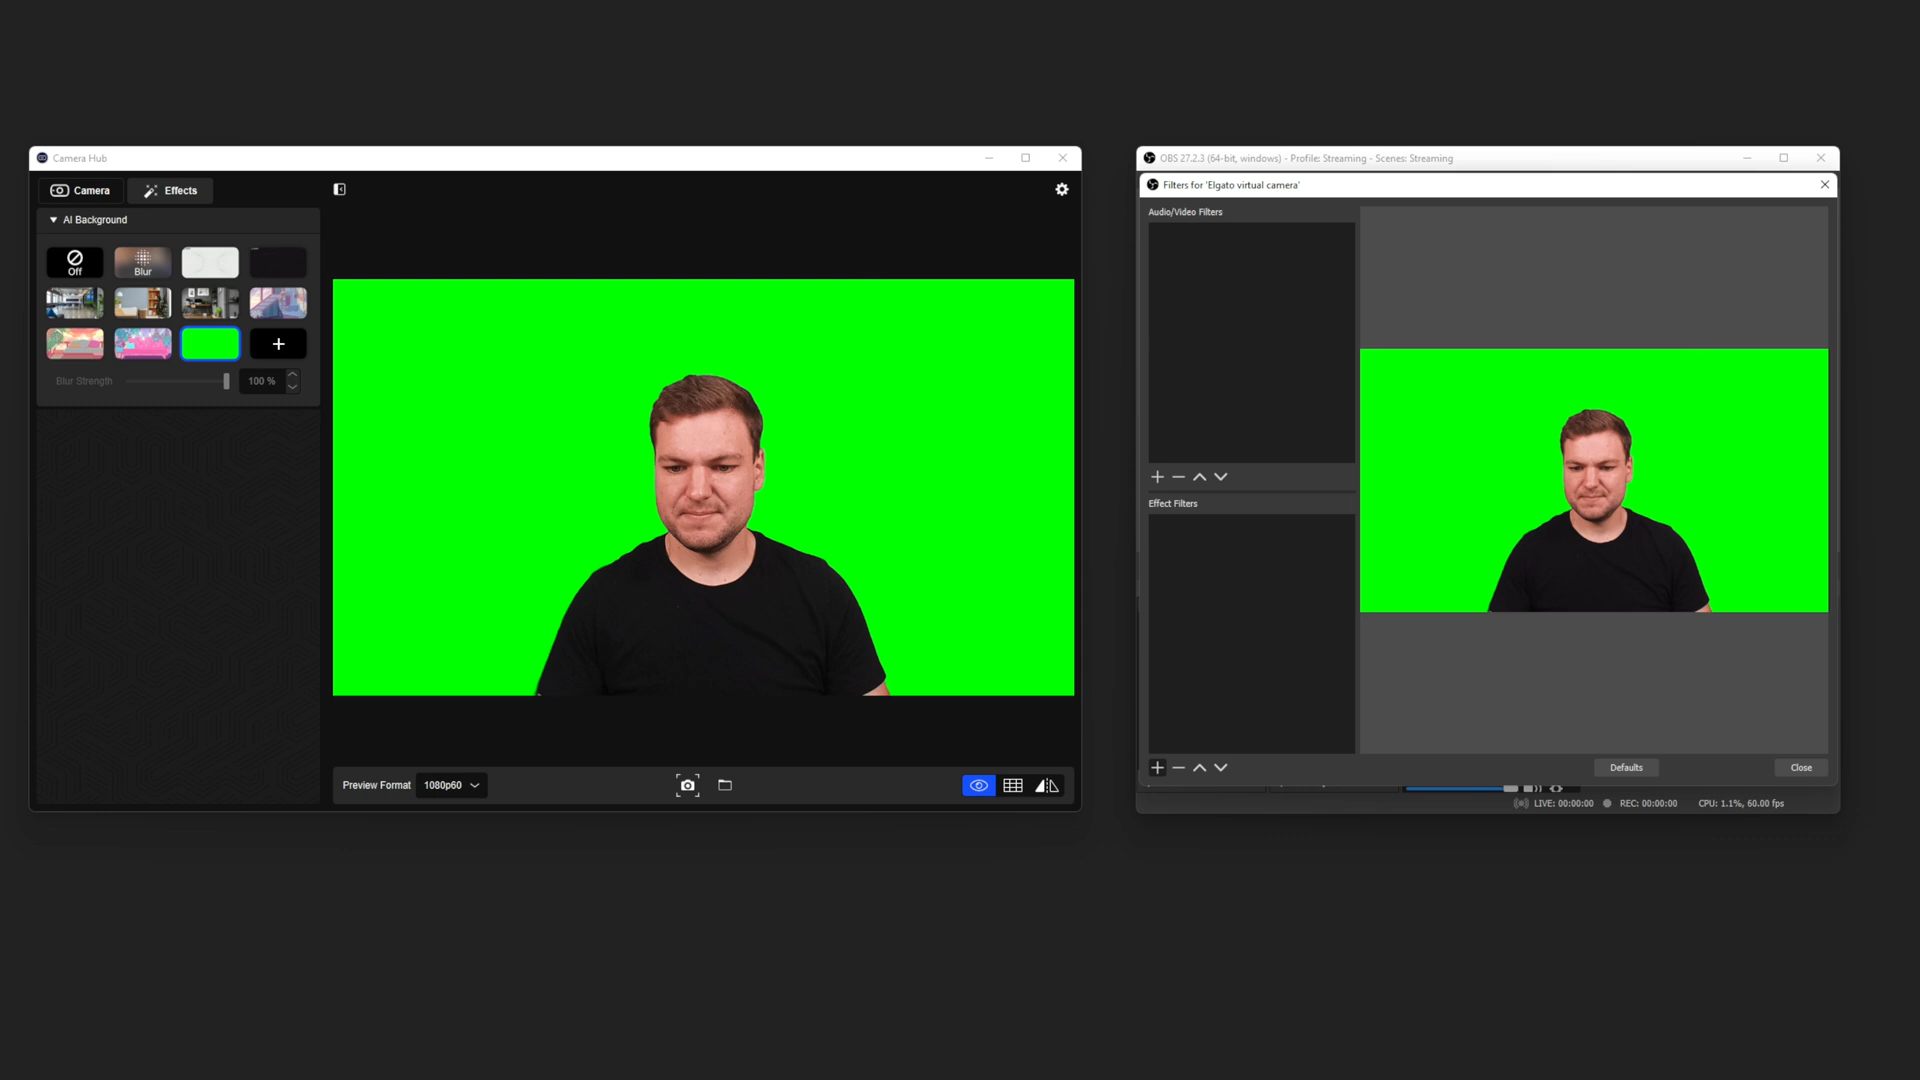 Camera Hub
Camera
Effects
AI Background
Off
Blur
Blur Strength
100 %
Preview Format
1080p60
OBS 27.2.3 (64-bit, windows) - Profile: Streaming - Scenes: Streaming
Filters for 'Elgato virtual camera'
Audio/Video Filters
Effect Filters
Defaults
Close
LIVE: 00:00:00
REC: 00:00:00
CPU: 1.1%, 60.00 fps